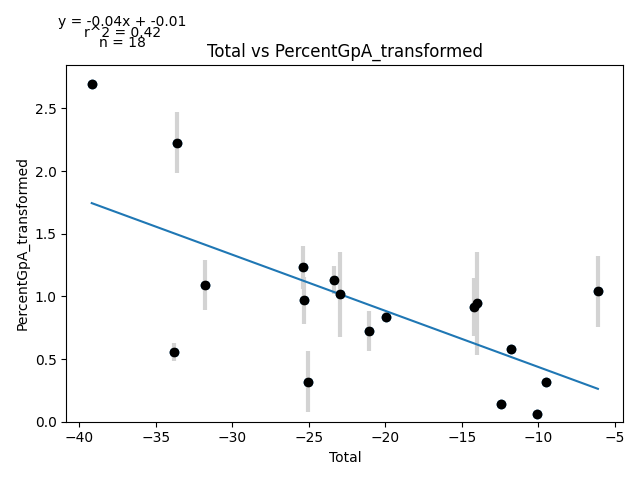 y = -0.04x + -0.01
r^2 = 0.42
n = 18
Total vs PercentGpA_transformed
PercentGpA_transformed
2.5
2.0
1.5
1.0
0.5
0.0
−40
−35
−30
−25
−20
−15
−10
−5
Total